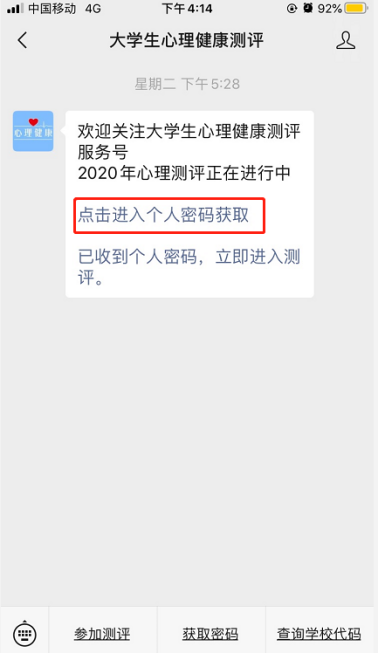 中国移动 4G 下午4:14 92%
大学生心理健康测评
星期二 下午5:28
心理健康
欢迎关注大学生心理健康测评
服务号
2020年心理测评正在进行中
点击进入个人密码获取
已收到个人密码，立即进入测
评。
参加测评 获取密码 查询学校代码